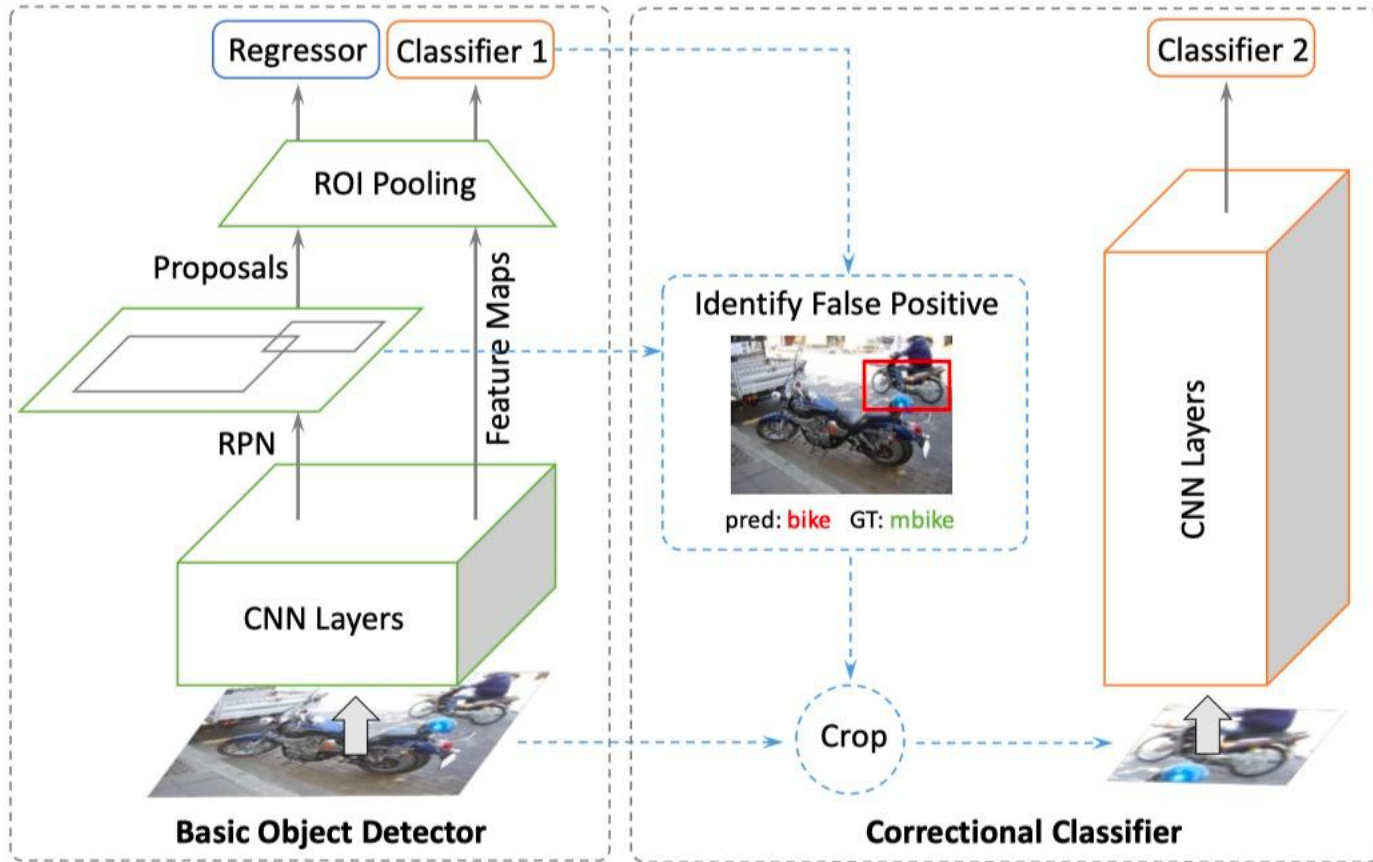 Regressor
Classifier 1
ROI Pooling
Proposals
Feature Maps
RPN
CNN Layers
Basic Object Detector
Identify False Positive
pred: bike GT: mbike
Crop
Classifier 2
CNN Layers
Correctional Classifier